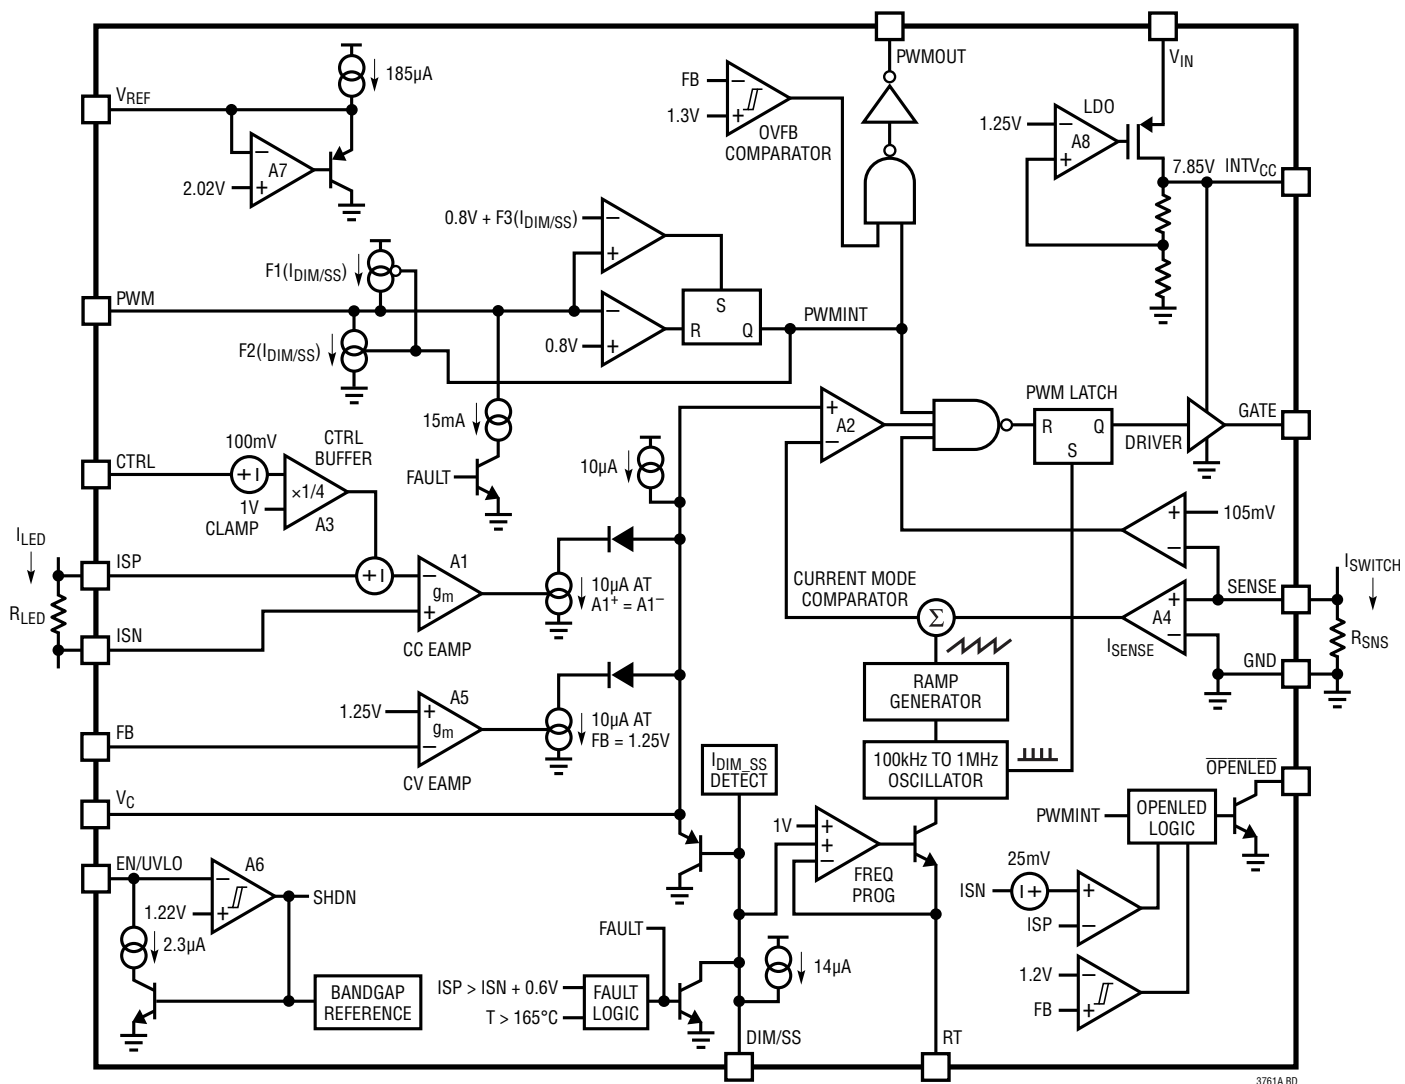 PWMOUT
V_IN
185µA
V_REF
FB
1.3V
OVFB
COMPARATOR
−
+
LDO
1.25V
A8
−
+
7.85V
INTV_CC
A7
−
+
2.02V
0.8V + F3(I_DIM/SS)
−
+
F1(I_DIM/SS)
PWM
F2(I_DIM/SS)
−
+
0.8V
S
R
Q
PWMINT
15mA
FAULT
CTRL
100mV
+ I
CTRL
BUFFER
×1/4
A3
1V
CLAMP
10µA
+
A2
−
PWM LATCH
R
Q
S
DRIVER
GATE
+
−
105mV
I_LED
ISP
+ I
R_LED
ISN
A1
−
g_m
+
CC EAMP
10µA AT
A1⁺ = A1⁻
CURRENT MODE
COMPARATOR
Σ
I_SENSE
+
A4
−
SENSE
I_SWITCH
R_SNS
GND
RAMP
GENERATOR
100kHz TO 1MHz
OSCILLATOR
1.25V
A5
+
g_m
−
CV EAMP
10µA AT
FB = 1.25V
FB
V_C
I_DIM_SS
DETECT
OPENLED
PWMINT
OPENLED
LOGIC
1V
+
+
−
FREQ
PROG
EN/UVLO
A6
−
+
1.22V
SHDN
2.3µA
BANDGAP
REFERENCE
25mV
ISN
I +
+
−
ISP
1.2V
−
+
FB
FAULT
ISP > ISN + 0.6V
T > 165°C
FAULT
LOGIC
14µA
DIM/SS
RT
3761A BD